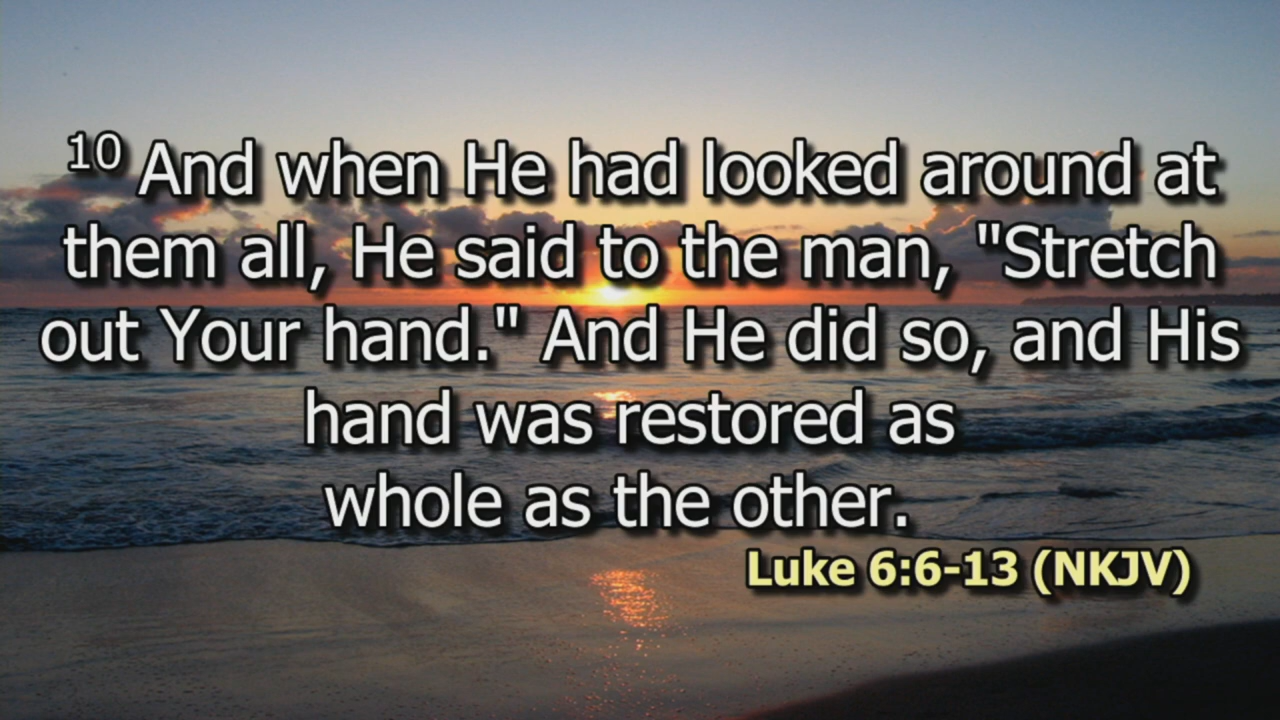 10 And when He had looked around at
them all, He said to the man, "Stretch
out Your hand." And He did so, and His
hand was restored as
whole as the other.
Luke 6:6-13 (NKJV)